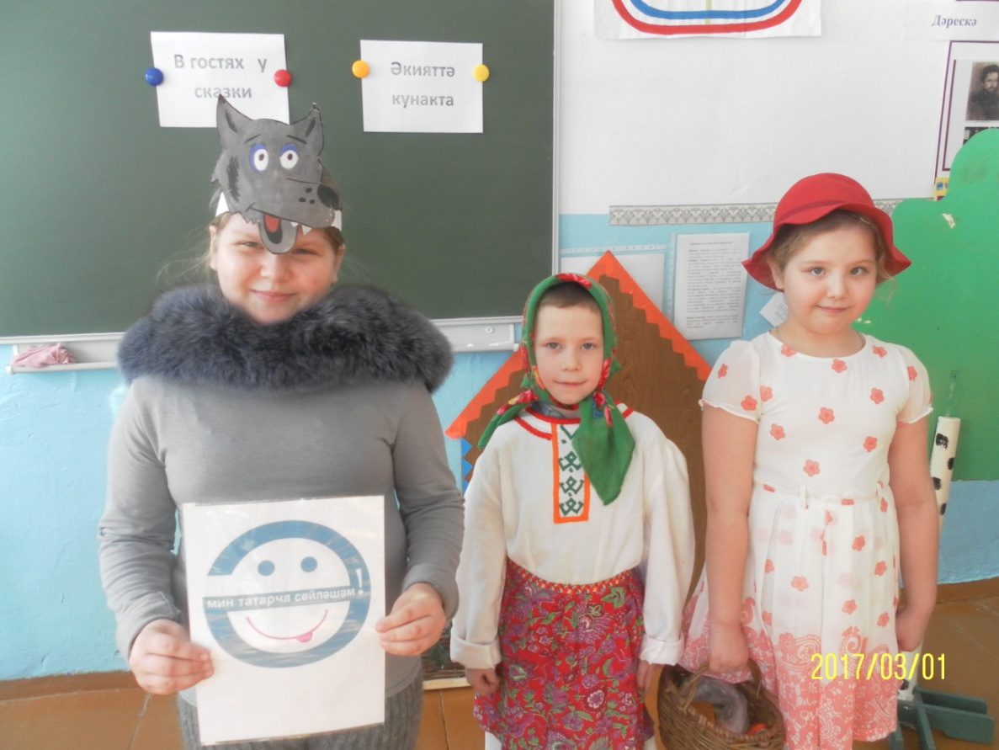 В гостях у
сказки
Әкияттә
кунакта
Дәрескә
мин татарча сөйләшәм!
2017/03/01